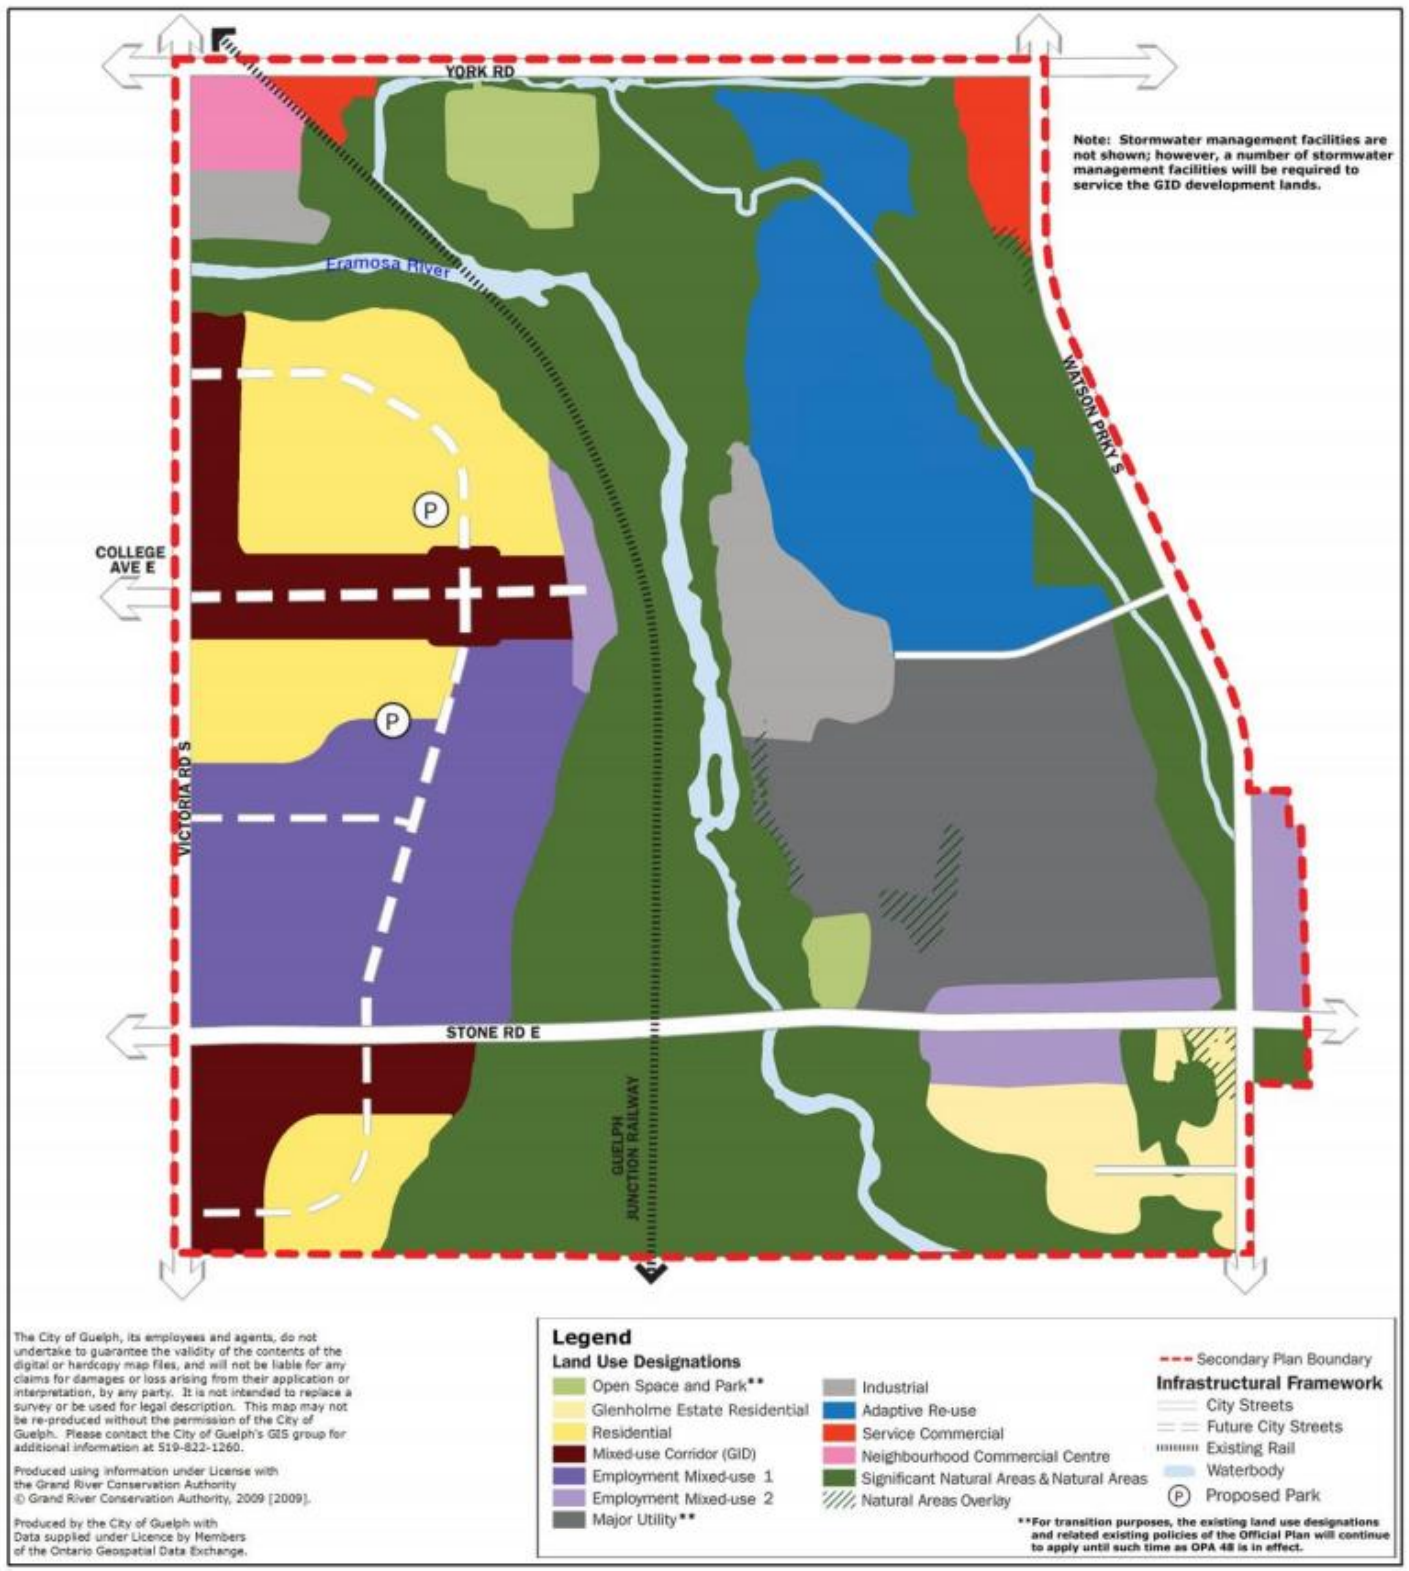 YORK RD
Note: Stormwater management facilities are
not shown; however, a number of stormwater
management facilities will be required to
service the GID development lands.
Eramosa River
WATSON PRKY S
P
COLLEGE
AVE E
P
VICTORIA RD S
STONE RD E
GUELPH
JUNCTION RAILWAY
The City of Guelph, its employees and agents, do not
undertake to guarantee the validity of the contents of the
digital or hardcopy map files, and will not be liable for any
claims for damages or loss arising from their application or
interpretation, by any party. It is not intended to replace a
survey or be used for legal description. This map may not
be re-produced without the permission of the City of
Guelph. Please contact the City of Guelph's GIS group for
additional information at 519-822-1260.
Produced using information under License with
the Grand River Conservation Authority
© Grand River Conservation Authority, 2009 [2009].
Produced by the City of Guelph with
Data supplied under Licence by Members
of the Ontario Geospatial Data Exchange.
Legend
Land Use Designations
Open Space and Park**
Glenholme Estate Residential
Residential
Mixed-use Corridor (GID)
Employment Mixed-use 1
Employment Mixed-use 2
Major Utility**
Industrial
Adaptive Re-use
Service Commercial
Neighbourhood Commercial Centre
Significant Natural Areas & Natural Areas
Natural Areas Overlay
Secondary Plan Boundary
Infrastructural Framework
City Streets
Future City Streets
Existing Rail
Waterbody
P Proposed Park
**For transition purposes, the existing land use designations
and related existing policies of the Official Plan will continue
to apply until such time as OPA 48 is in effect.